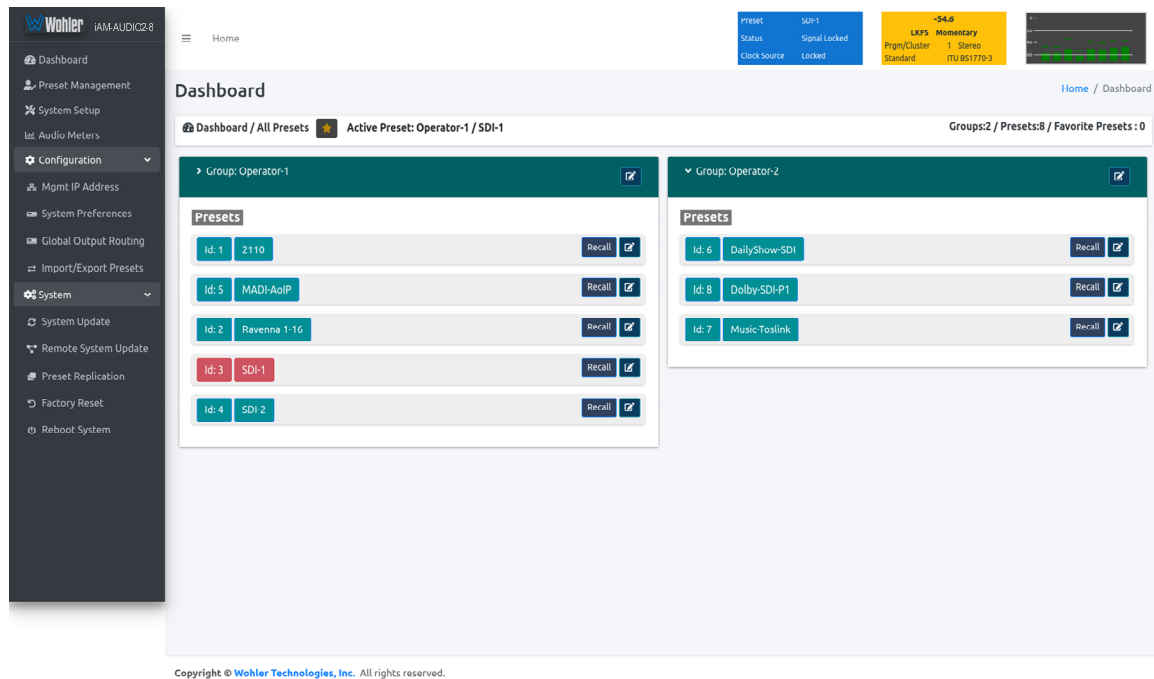 Wohler iAM-AUDIO2-8
Dashboard
Preset Management
System Setup
Audio Meters
Configuration
Mgmt IP Address
System Preferences
Global Output Routing
Import/Export Presets
System
System Update
Remote System Update
Preset Replication
Factory Reset
Reboot System
Home
Preset SDI-1
Status Signal Locked
Clock Source Locked
-54.6
LKFS Momentary
Prgm/Cluster 1 Stereo
Standard ITU BS1770-3
Dashboard
Home / Dashboard
Dashboard / All Presets Active Preset: Operator-1 / SDI-1
Groups:2 / Presets:8 / Favorite Presets : 0
Group: Operator-1
Presets
Id: 1 2110 Recall
Id: 5 MADI-AoIP Recall
Id: 2 Ravenna 1-16 Recall
Id: 3 SDI-1 Recall
Id: 4 SDI-2 Recall
Group: Operator-2
Presets
Id: 6 DailyShow-SDI Recall
Id: 8 Dolby-SDI-P1 Recall
Id: 7 Music-Toslink Recall
Copyright © Wohler Technologies, Inc. All rights reserved.